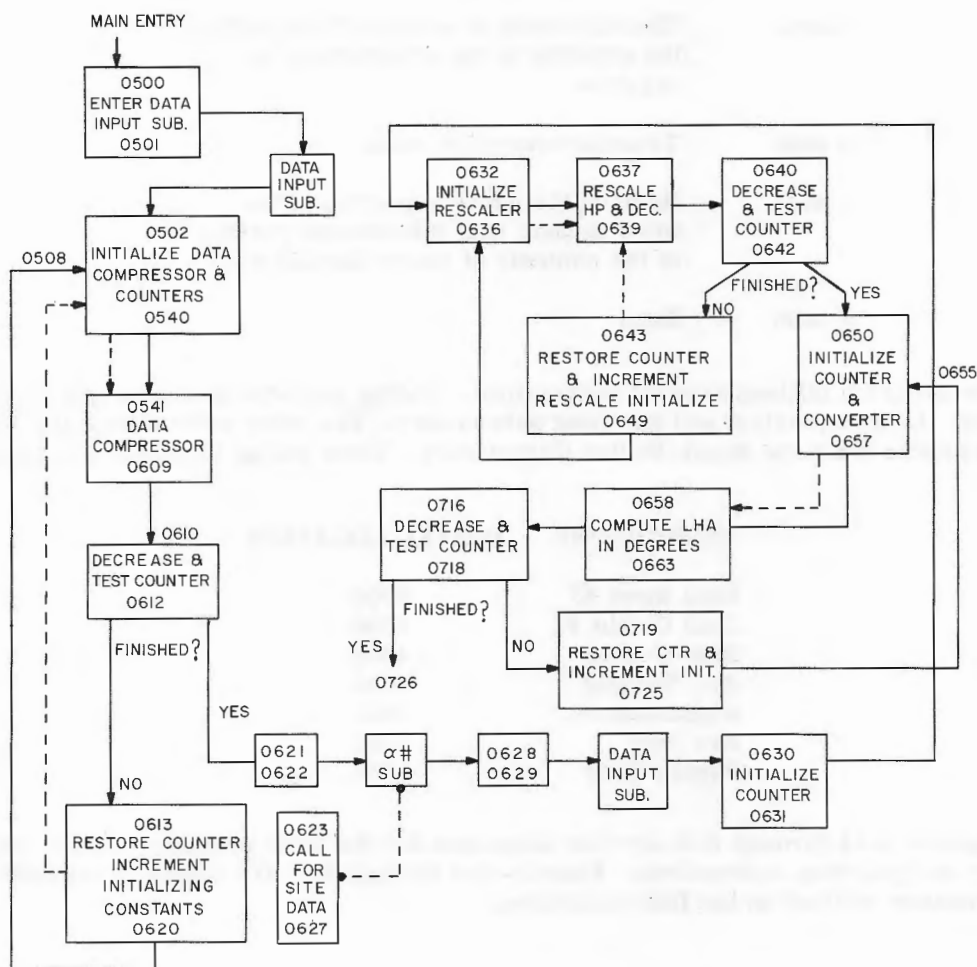 MAIN ENTRY
0500
ENTER DATA
INPUT SUB.
0501
DATA
INPUT
SUB.
0508
0502
INITIALIZE DATA
COMPRESSOR &
COUNTERS
0540
0541
DATA
COMPRESSOR
0609
0610
DECREASE &
TEST COUNTER
0612
FINISHED?
YES
NO
0613
RESTORE COUNTER
INCREMENT
INITIALIZING
CONSTANTS
0620
0621
0622
α#
SUB
0623
CALL
FOR
SITE
DATA
0627
0628
0629
DATA
INPUT
SUB.
0630
INITIALIZE
COUNTER
0631
0632
INITIALIZE
RESCALER
0636
0637
RESCALE
HP & DEC.
0639
0640
DECREASE
& TEST
COUNTER
0642
FINISHED?
NO
YES
0643
RESTORE COUNTER
& INCREMENT
RESCALE INITIALIZE
0649
0650
INITIALIZE
COUNTER
CONVERTER
0657
0655
0658
COMPUTE LHA
IN DEGREES
0663
0716
DECREASE &
TEST COUNTER
0718
FINISHED?
YES
0726
NO
0719
RESTORE CTR &
INCREMENT INIT.
0725